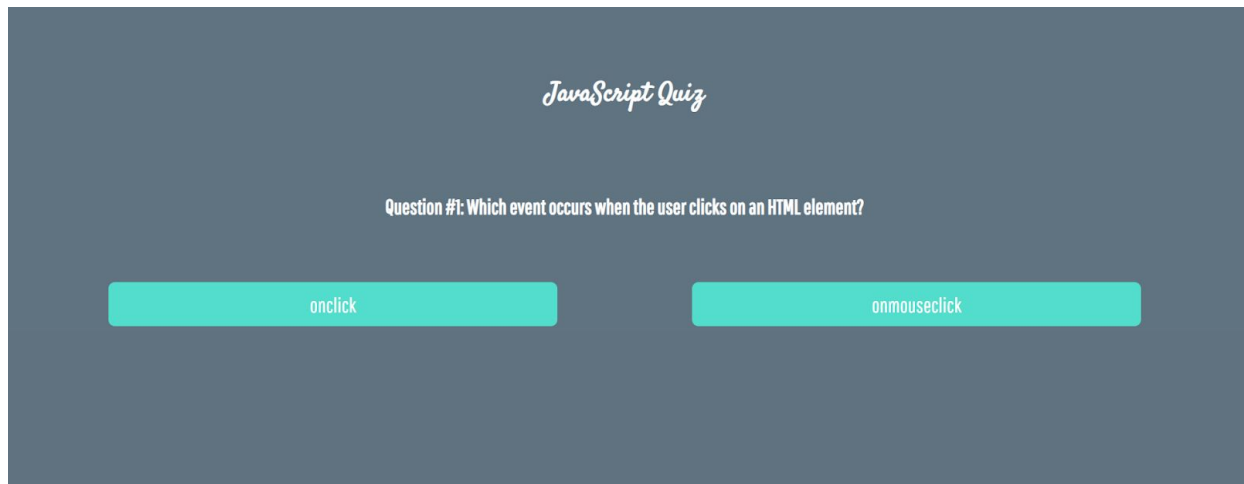 JavaScript Quiz
Question #1: Which event occurs when the user clicks on an HTML element?
onclick
onmouseclick